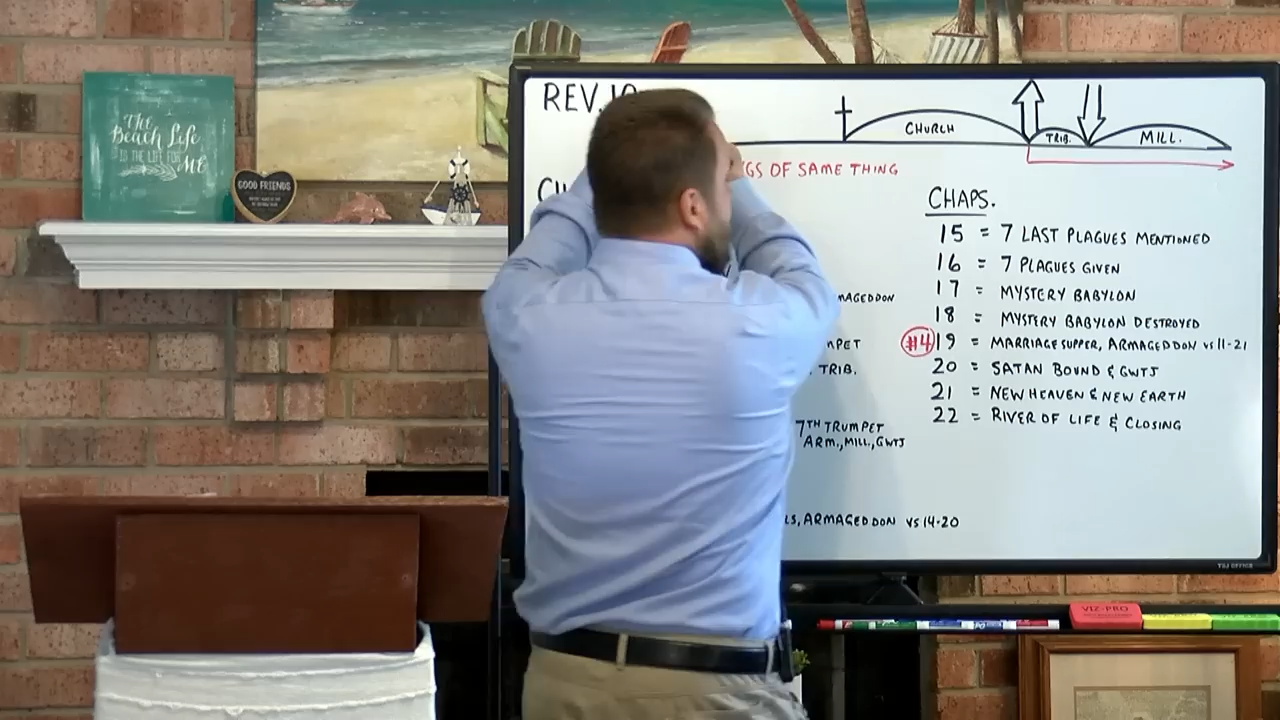 The
Beach Life
IS THE LIFE FOR
ME
GOOD FRIENDS
REV.
CHURCH
TRIB.
MILL.
GS OF SAME THING
CHAPS.
15 = 7 LAST PLAGUES MENTIONED
16 = 7 PLAGUES GIVEN
17 = MYSTERY BABYLON
18 = MYSTERY BABYLON DESTROYED
#4 19 = MARRIAGE SUPPER, ARMAGEDDON VS 11-21
20 = SATAN BOUND & GWTJ
21 = NEW HEAVEN & NEW EARTH
22 = RIVER OF LIFE & CLOSING
MAGEDDON
MPET
TRIB.
7TH TRUMPET
ARM., MILL, GWTJ
LS, ARMAGEDDON VS 14-20
VIZ-PRO